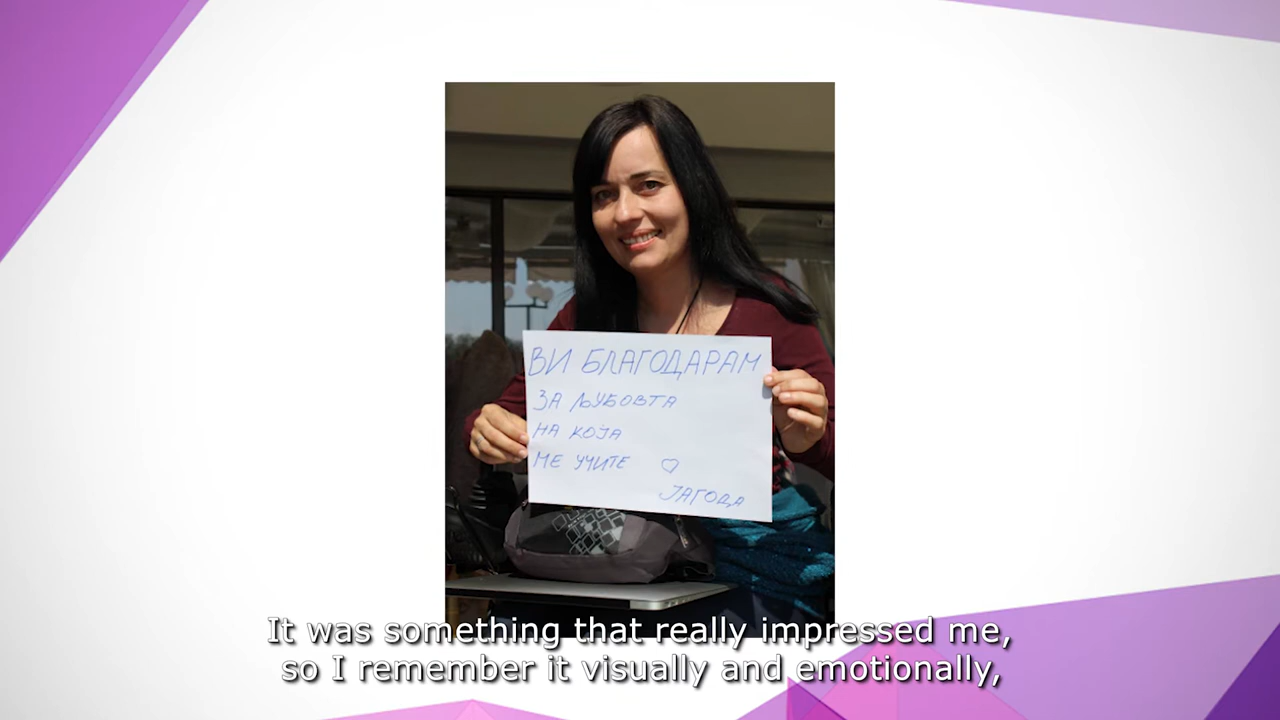 ВИ БЛАГОДАРАМ
ЗА ЉУБОВТА
НА КОЈА
МЕ УЧИТЕ ♡
ЈАГОДА
It was something that really impressed me,
so I remember it visually and emotionally,